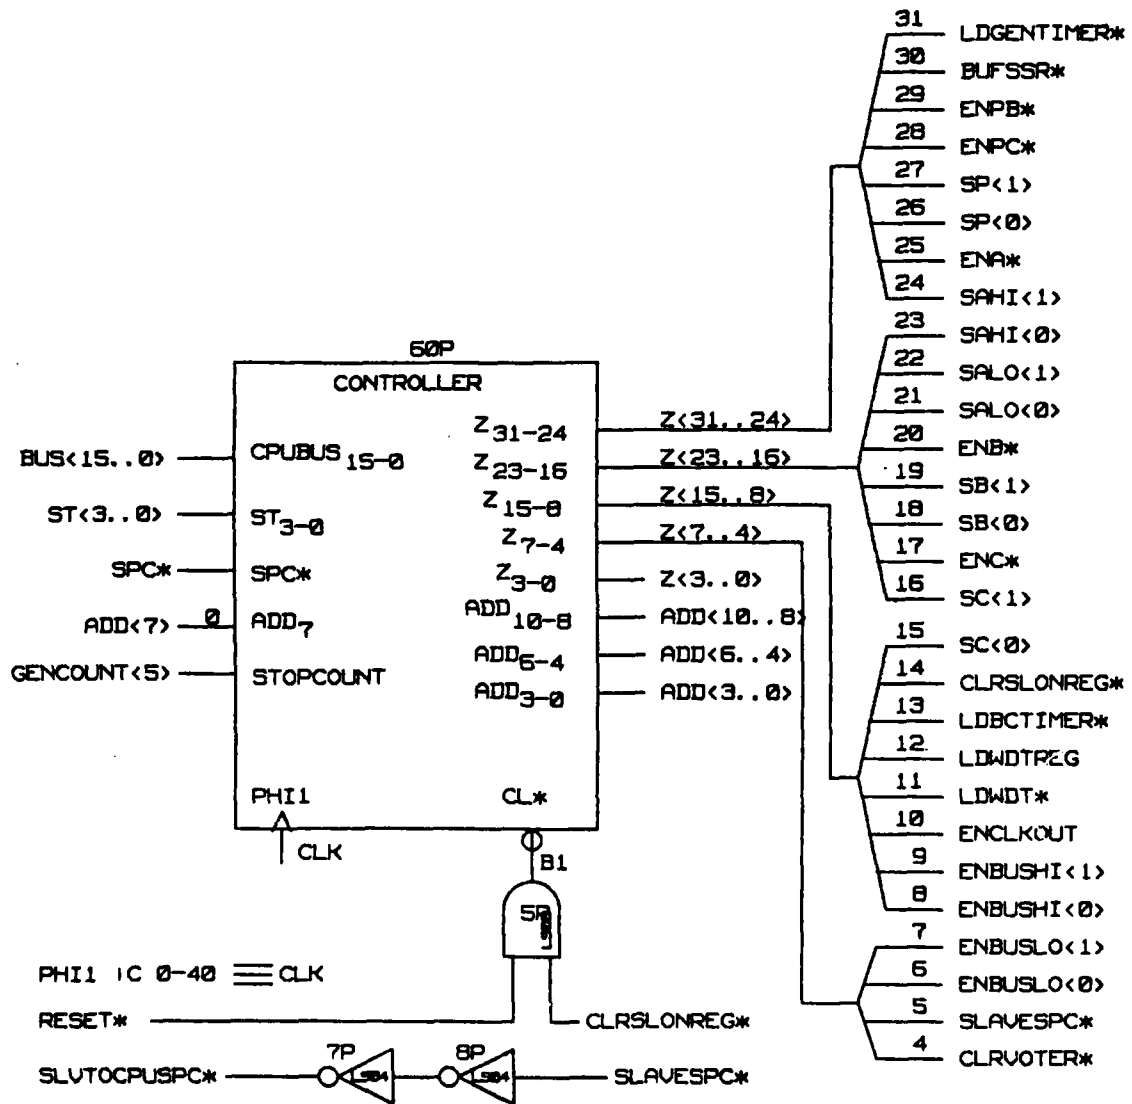 31 LDGENTIMER*
30 BUFSSR*
29 ENPB*
28 ENPC*
27 SP<1>
26 SP<0>
25 ENA*
24 SAHI<1>
23 SAHI<0>
22 SALO<1>
21 SALO<0>
20 ENB*
19 SB<1>
18 SB<0>
17 ENC*
16 SC<1>
15 SC<0>
14 CLRSLONREG*
13 LDBCTIMER*
12 LDWDTREG
11 LDWDT*
10 ENCLKOUT
9 ENBUSHI<1>
8 ENBUSHI<0>
7 ENBUSLO<1>
6 ENBUSLO<0>
5 SLAVESPC*
4 CLRVOTER*
60P
CONTROLLER
BUS<15..0> CPUBUS15-0
ST<3..0> ST3-0
SPC* SPC*
ADD<7> 0 ADD7
GENCOUNT<5> STOPCOUNT
Z31-24 Z<31..24>
Z23-16 Z<23..16>
Z15-8 Z<15..8>
Z7-4 Z<7..4>
Z3-0 Z<3..0>
ADD10-8 ADD<10..8>
ADD6-4 ADD<6..4>
ADD3-0 ADD<3..0>
PHI1 CL*
CLK
B1
PHI1 C 0-40 CLK
RESET* CLRSLONREG*
7P 8P
SLVTOCPUSPC* LS04 LS04 SLAVESPC*